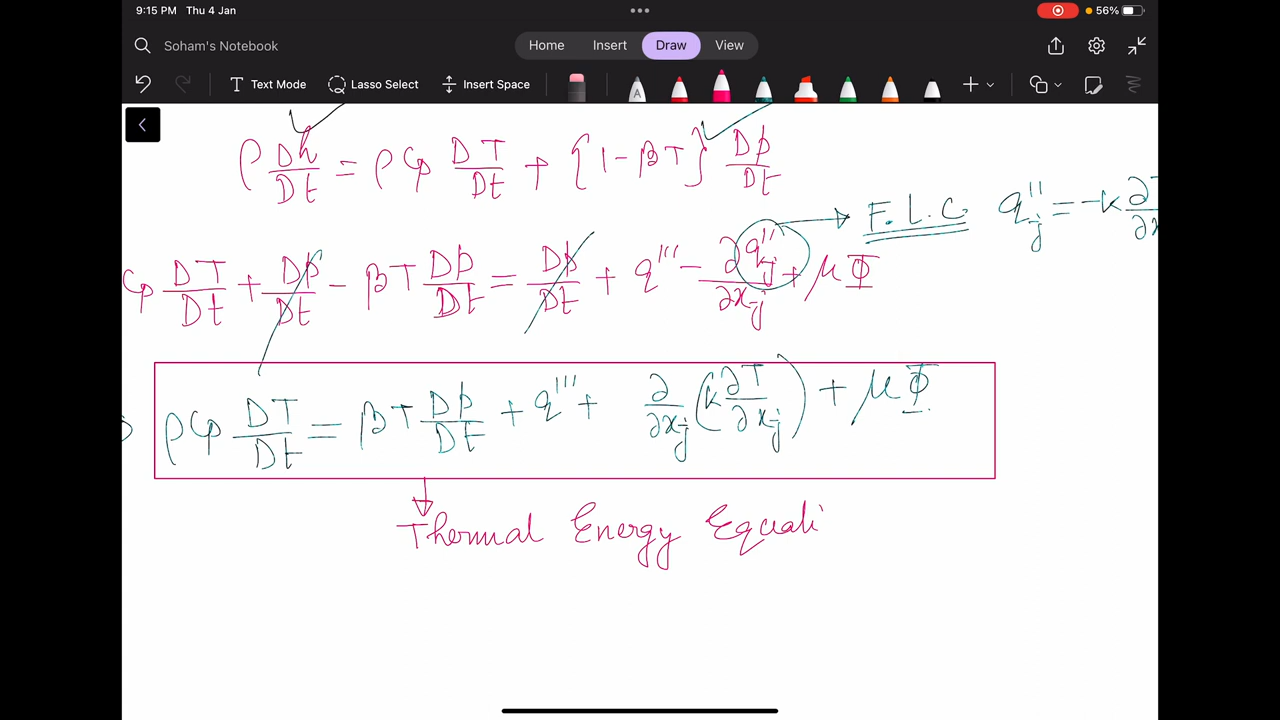 9:15 PM Thu 4 Jan
56%
Soham's Notebook
Home Insert Draw View
Text Mode Lasso Select Insert Space
ρ Dh/Dt = ρCp DT/Dt + [1 - βT] Dp/Dt
F.L.C. q''j = -k ∂T/∂x
Cp DT/Dt + Dp/Dt - βT Dp/Dt = Dp/Dt + q''' - ∂q''j/∂xj + μΦ
ρCp DT/Dt = βT Dp/Dt + q''' + ∂/∂xj (k ∂T/∂xj) + μΦ
Thermal Energy Equati